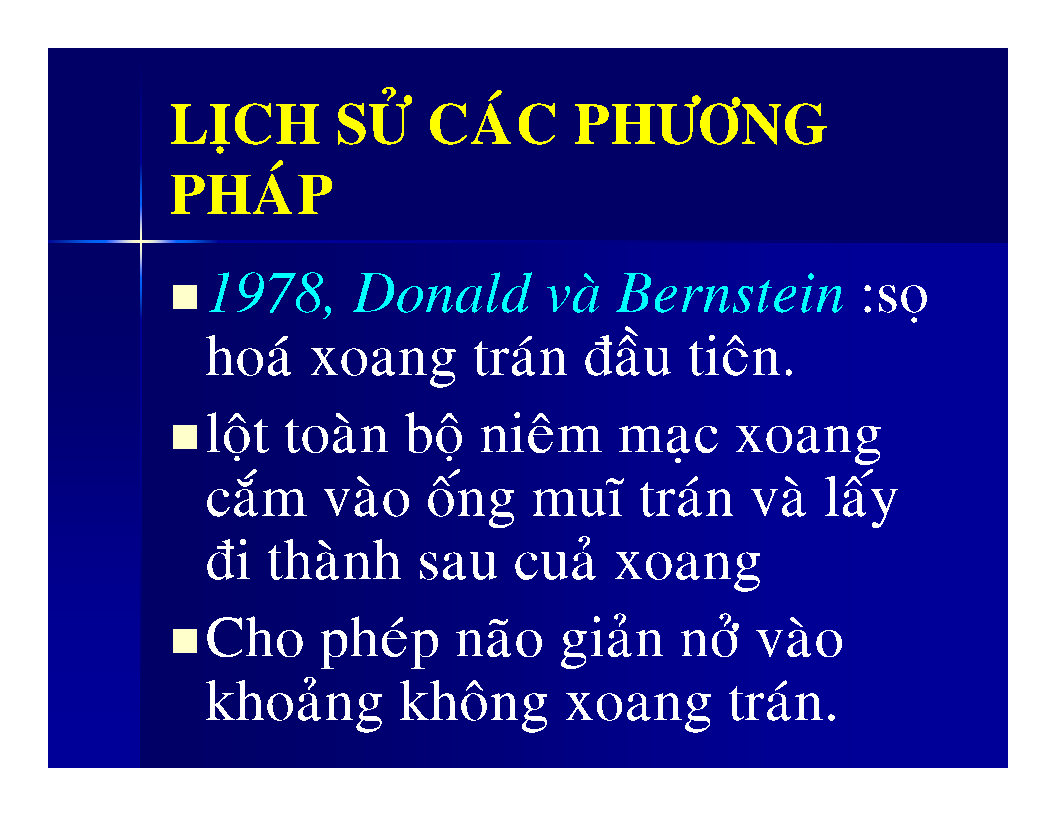 LỊCH SỬ CÁC PHƯƠNG
PHÁP
1978, Donald và Bernstein :sọ
hoá xoang trán đầu tiên.
lột toàn bộ niêm mạc xoang
cắm vào ống muĩ trán và lấy
đi thành sau cuả xoang
Cho phép não giản nở vào
khoảng không xoang trán.